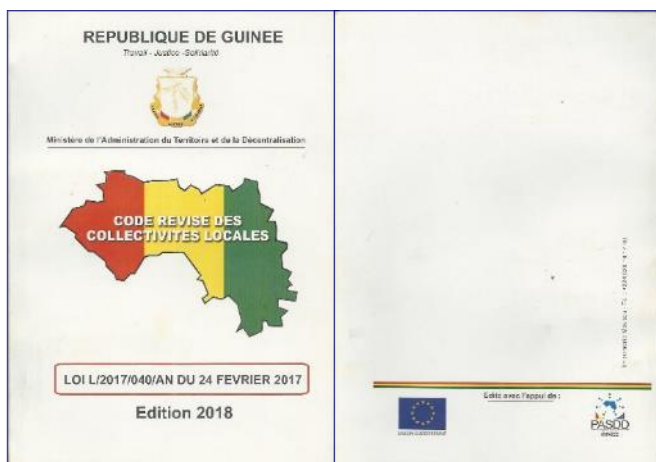 REPUBLIQUE DE GUINEE
Travail - Justice - Solidarité
Ministère de l'Administration du Territoire et de la Décentralisation
CODE REVISE DES
COLLECTIVITES LOCALES
LOI L/2017/040/AN DU 24 FEVRIER 2017
Edition 2018
Edité avec l'appui de :
PASDD